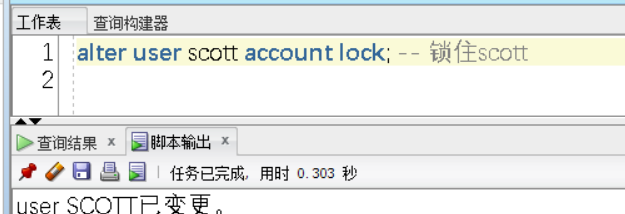 工作表 查询构建器
1 alter user scott account lock; -- 锁住scott
2
查询结果 x 脚本输出 x
任务已完成, 用时 0.303 秒
user SCOTT已变更。